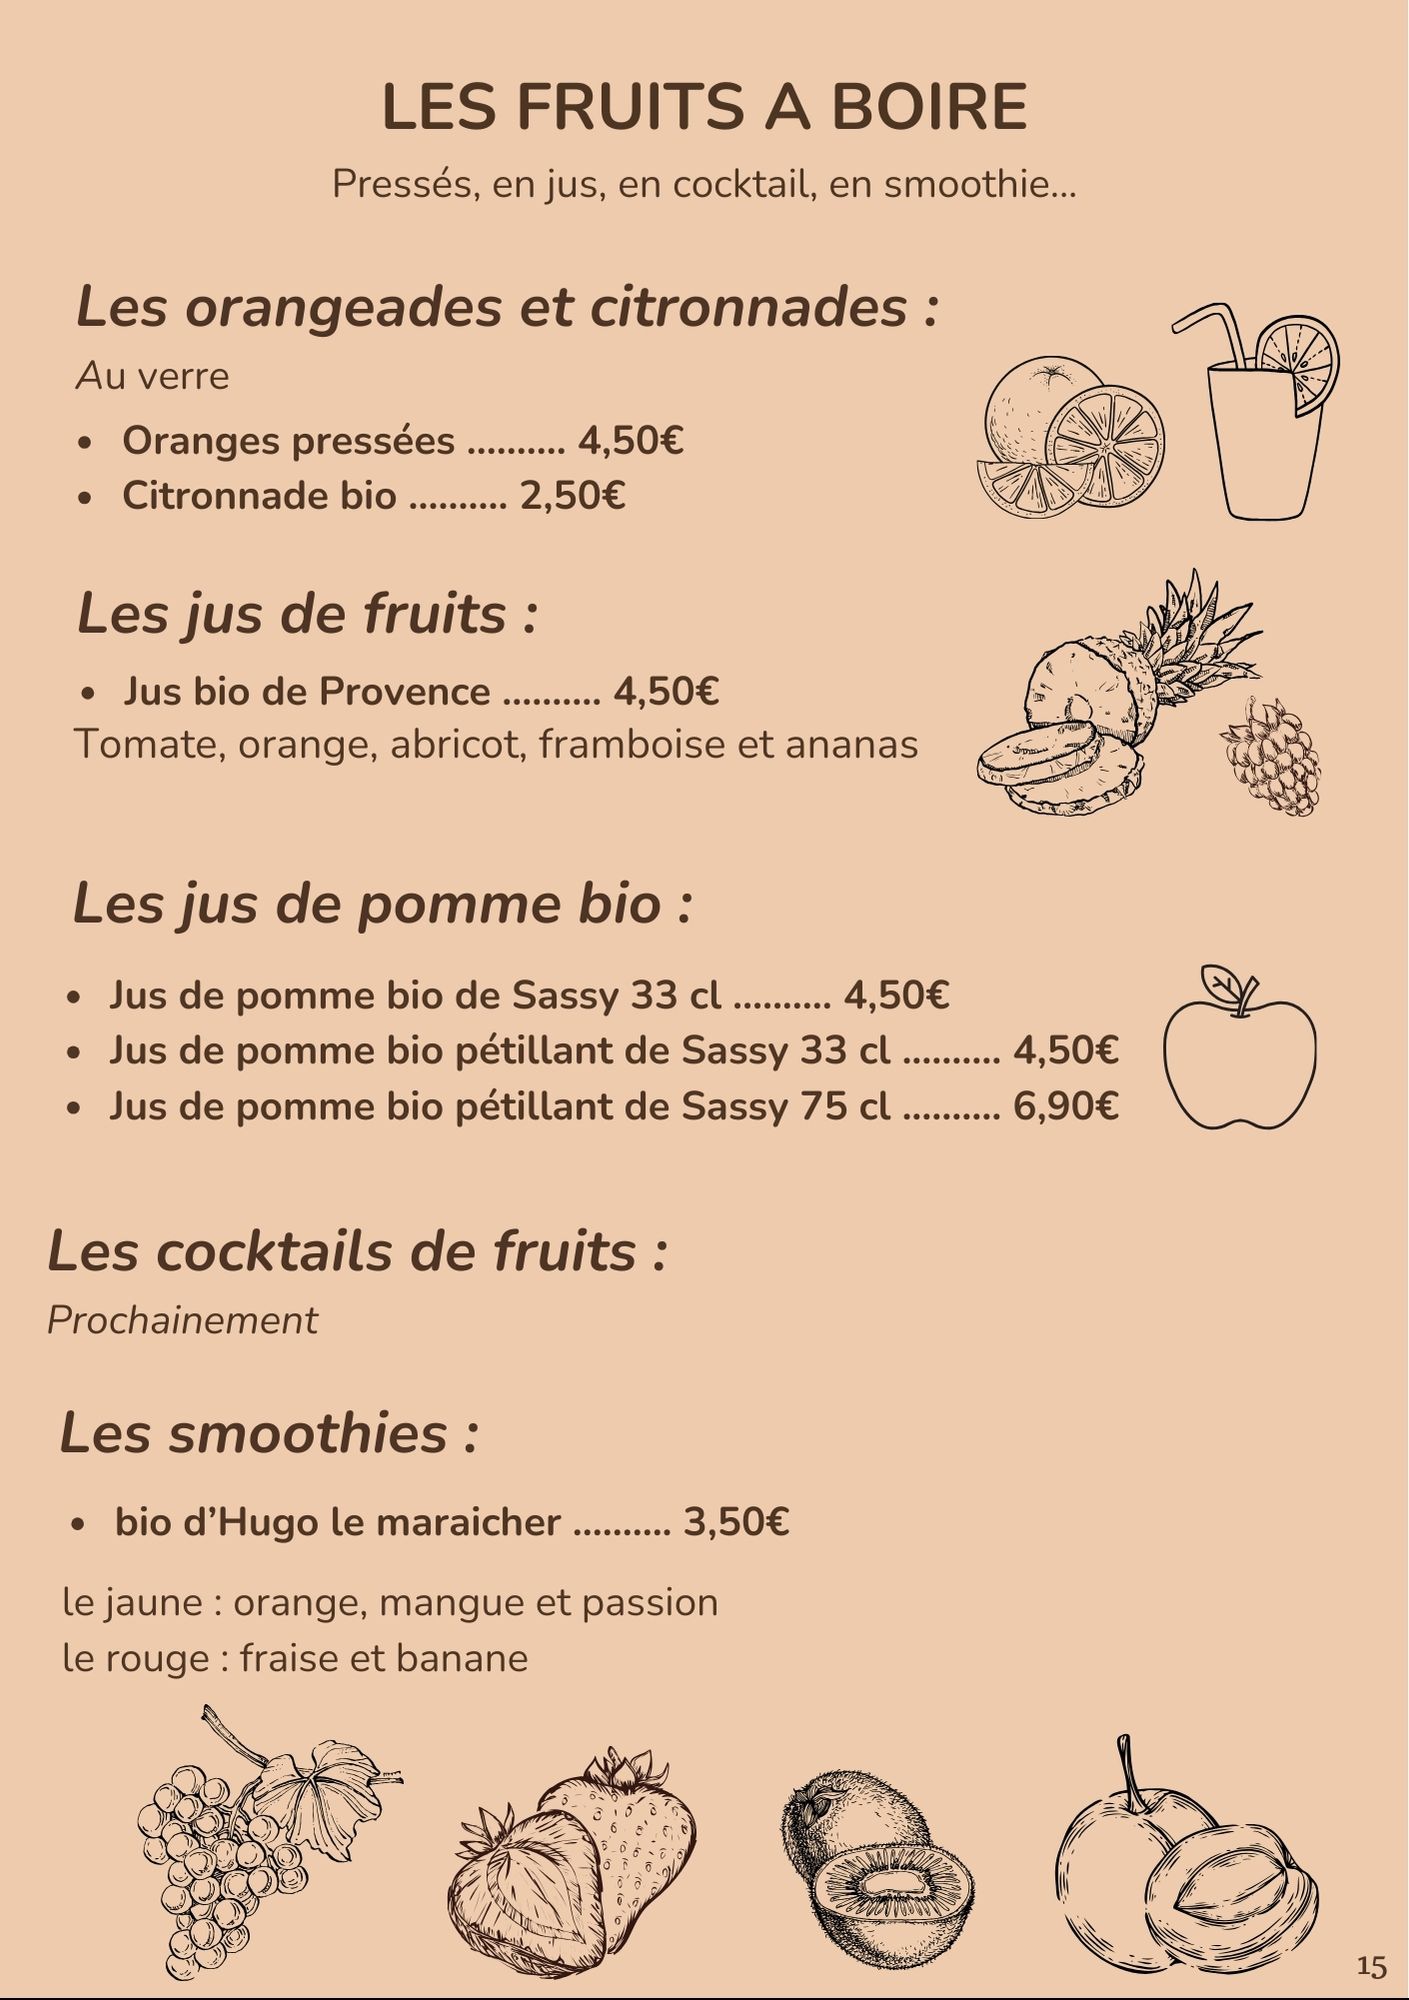 LES FRUITS A BOIRE
Pressés, en jus, en cocktail, en smoothie...
Les orangeades et citronnades :
Au verre
• Oranges pressées .......... 4,50€
• Citronnade bio .......... 2,50€
Les jus de fruits :
• Jus bio de Provence .......... 4,50€
Tomate, orange, abricot, framboise et ananas
Les jus de pomme bio :
• Jus de pomme bio de Sassy 33 cl .......... 4,50€
• Jus de pomme bio pétillant de Sassy 33 cl .......... 4,50€
• Jus de pomme bio pétillant de Sassy 75 cl .......... 6,90€
Les cocktails de fruits :
Prochainement
Les smoothies :
• bio d’Hugo le maraicher .......... 3,50€
le jaune : orange, mangue et passion
le rouge : fraise et banane
15